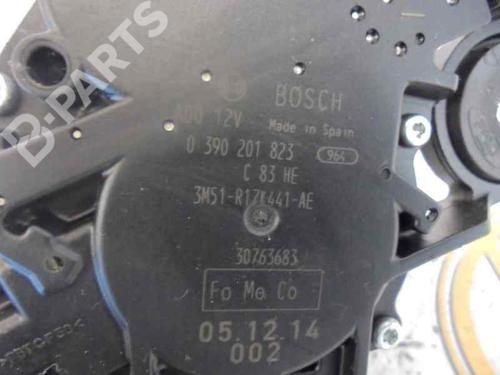 B-PARTS
BOSCH
ADO 12V
Made in Spain
0 390 201 823
964
C 83 HE
3M51-R17K441-AE
30763683
Fo Mo Co
05.12.14
002